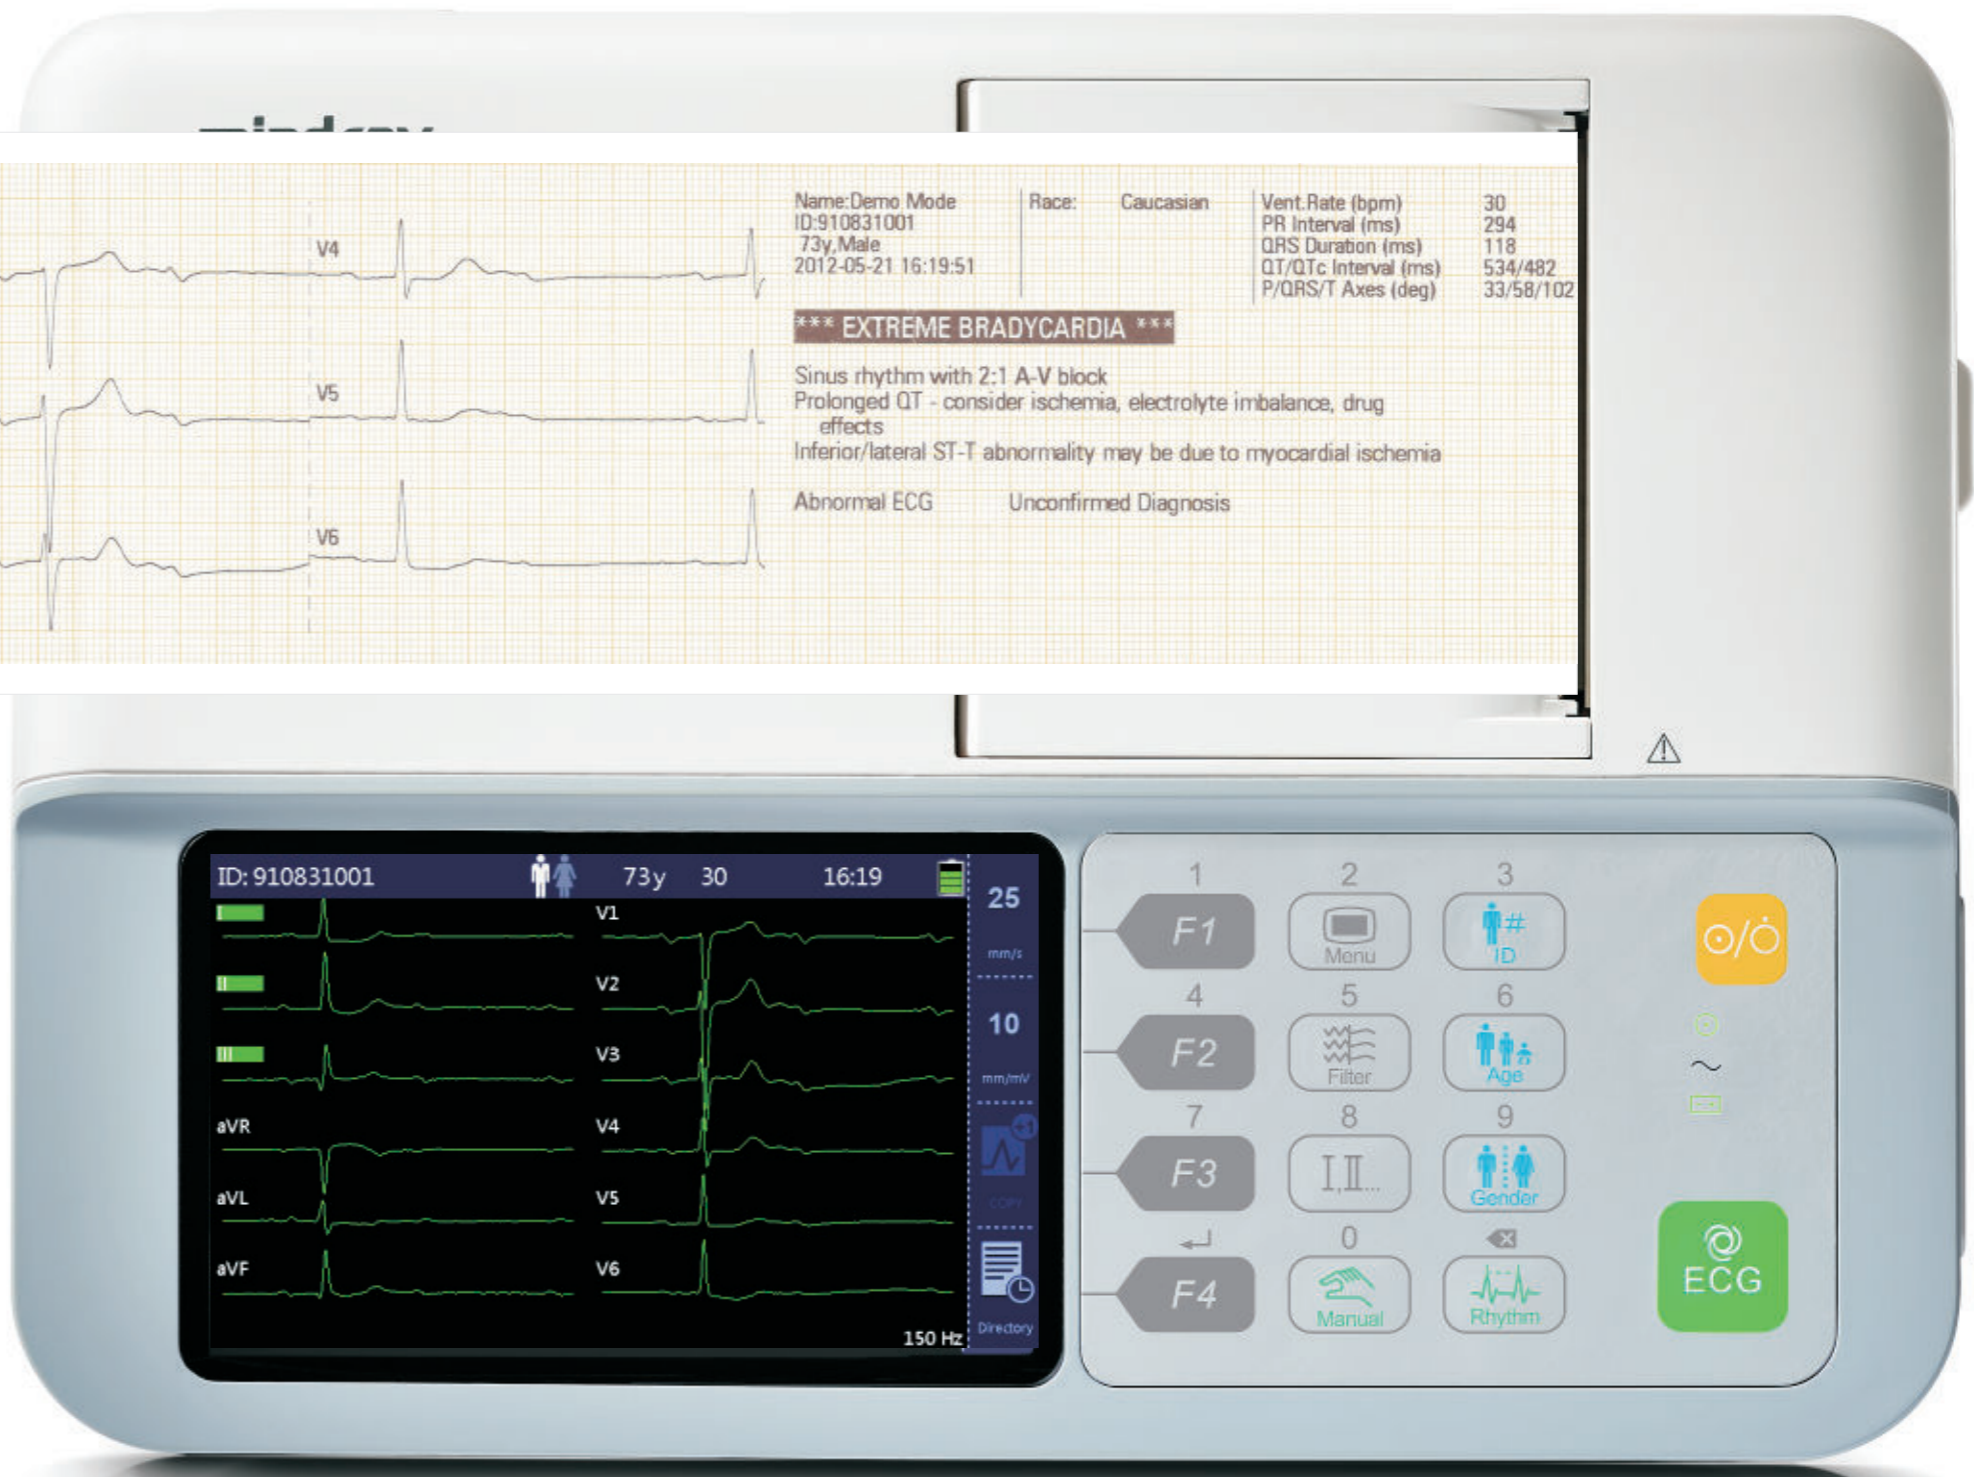 mindray
Name:Demo Mode
ID:910831001
73y,Male
2012-05-21 16:19:51
Race: Caucasian
Vent.Rate (bpm) 30
PR Interval (ms) 294
QRS Duration (ms) 118
QT/QTc Interval (ms) 534/482
P/QRS/T Axes (deg) 33/58/102
*** EXTREME BRADYCARDIA ***
Sinus rhythm with 2:1 A-V block
Prolonged QT - consider ischemia, electrolyte imbalance, drug
effects
Inferior/lateral ST-T abnormality may be due to myocardial ischemia
Abnormal ECG Unconfirmed Diagnosis
V4
V5
V6
ID: 910831001 73y 30 16:19
I
II
III
aVR
aVL
aVF
V1
V2
V3
V4
V5
V6
150 Hz
25
mm/s
10
mm/mV
+1
COPY
Directory
1 2 3
F1 Menu # ID
4 5 6
F2 Filter Age
7 8 9
F3 I,II... Gender
0
F4 Manual Rhythm
ECG